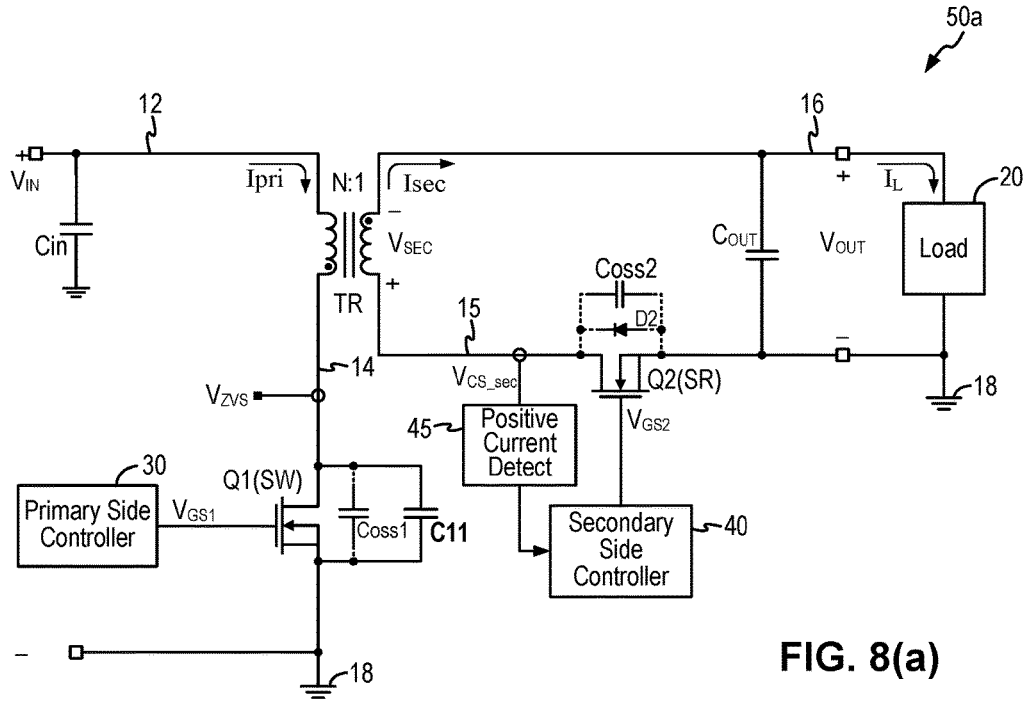 50a
12
16
+
VIN
Ipri
N:1
Isec
+
IL
20
Cin
−
VSEC
+
TR
COUT
VOUT
Load
Coss2
D2
15
14
VCS_sec
Q2(SR)
−
18
VZVS
45
Positive
Current
Detect
VGS2
30
Q1(SW)
Primary Side
Controller
VGS1
Coss1
C11
Secondary
Side
Controller
40
−
18
FIG. 8(a)